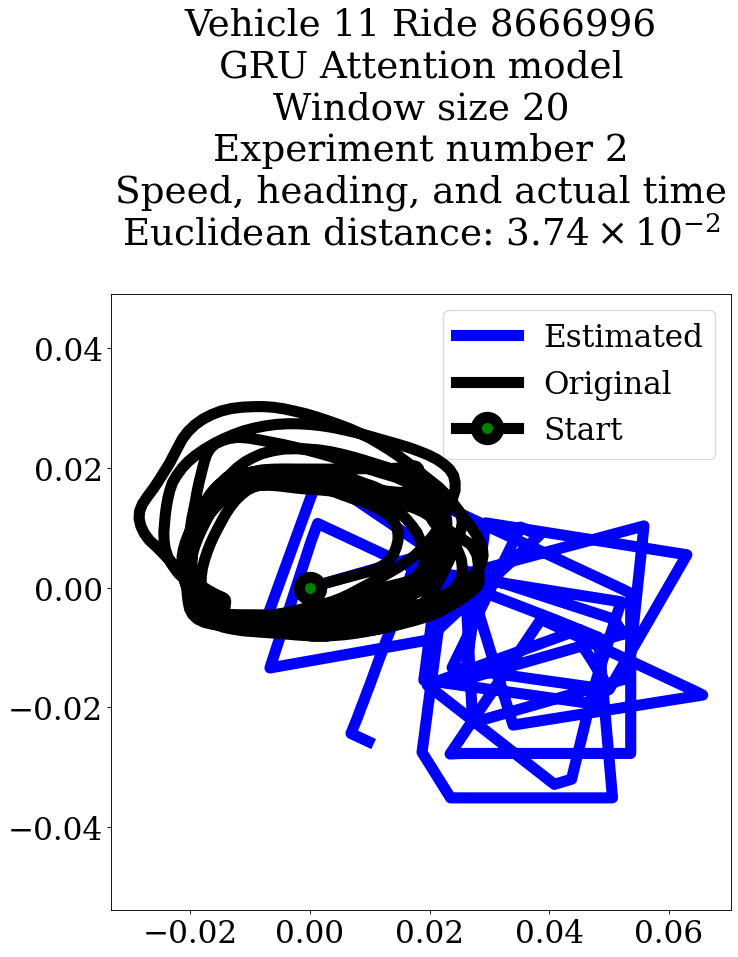 Vehicle 11 Ride 8666996
GRU Attention model
Window size 20
Experiment number 2
Speed, heading, and actual time
Euclidean distance: 3.74 × 10⁻²
Estimated
Original
Start
0.04
0.02
0.00
−0.02
−0.04
−0.02 0.00 0.02 0.04 0.06